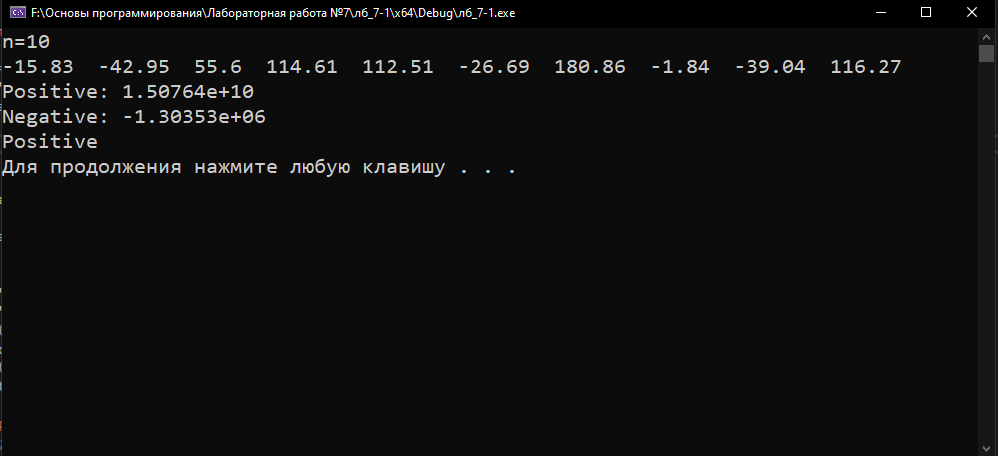 F:\Основы программирования\Лабораторная работа №7\лб_7-1\x64\Debug\лб_7-1.exe
n=10
-15.83  -42.95  55.6  114.61  112.51  -26.69  180.86  -1.84  -39.04  116.27
Positive: 1.50764e+10
Negative: -1.30353e+06
Positive
Для продолжения нажмите любую клавишу . . .